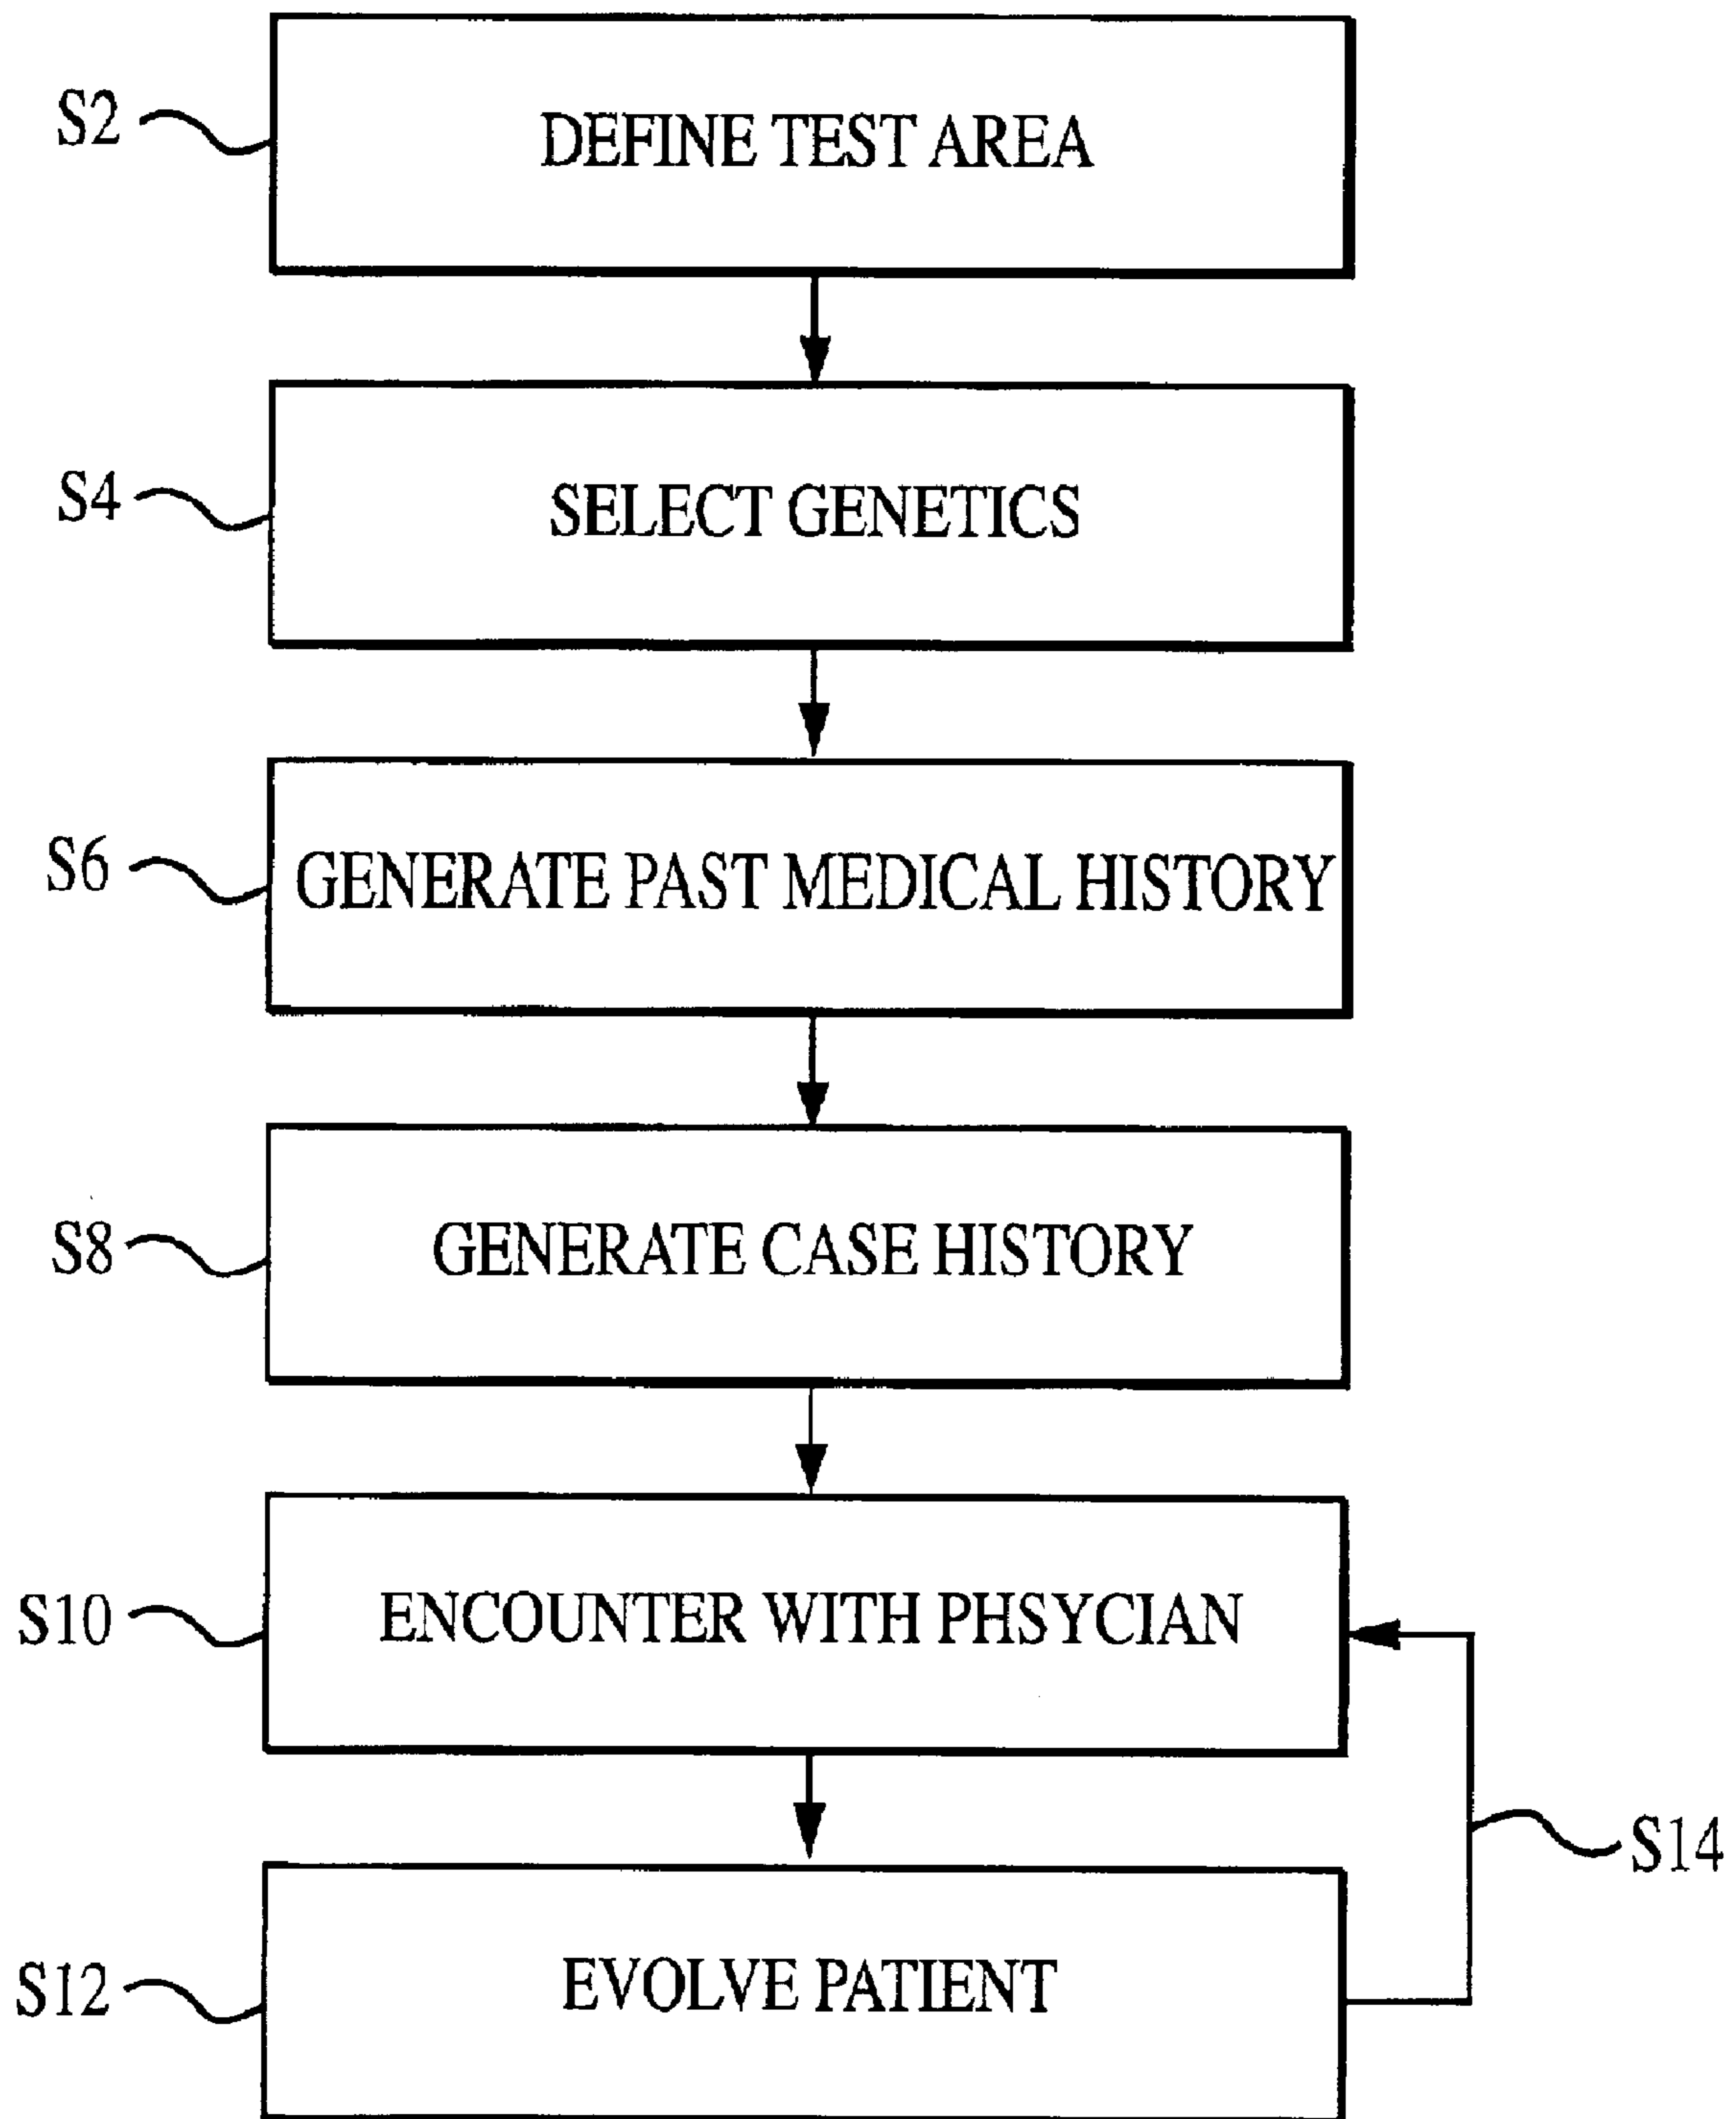 S2
DEFINE TEST AREA
S4
SELECT GENETICS
S6
GENERATE PAST MEDICAL HISTORY
S8
GENERATE CASE HISTORY
S10
ENCOUNTER WITH PHSYCIAN
S14
S12
EVOLVE PATIENT